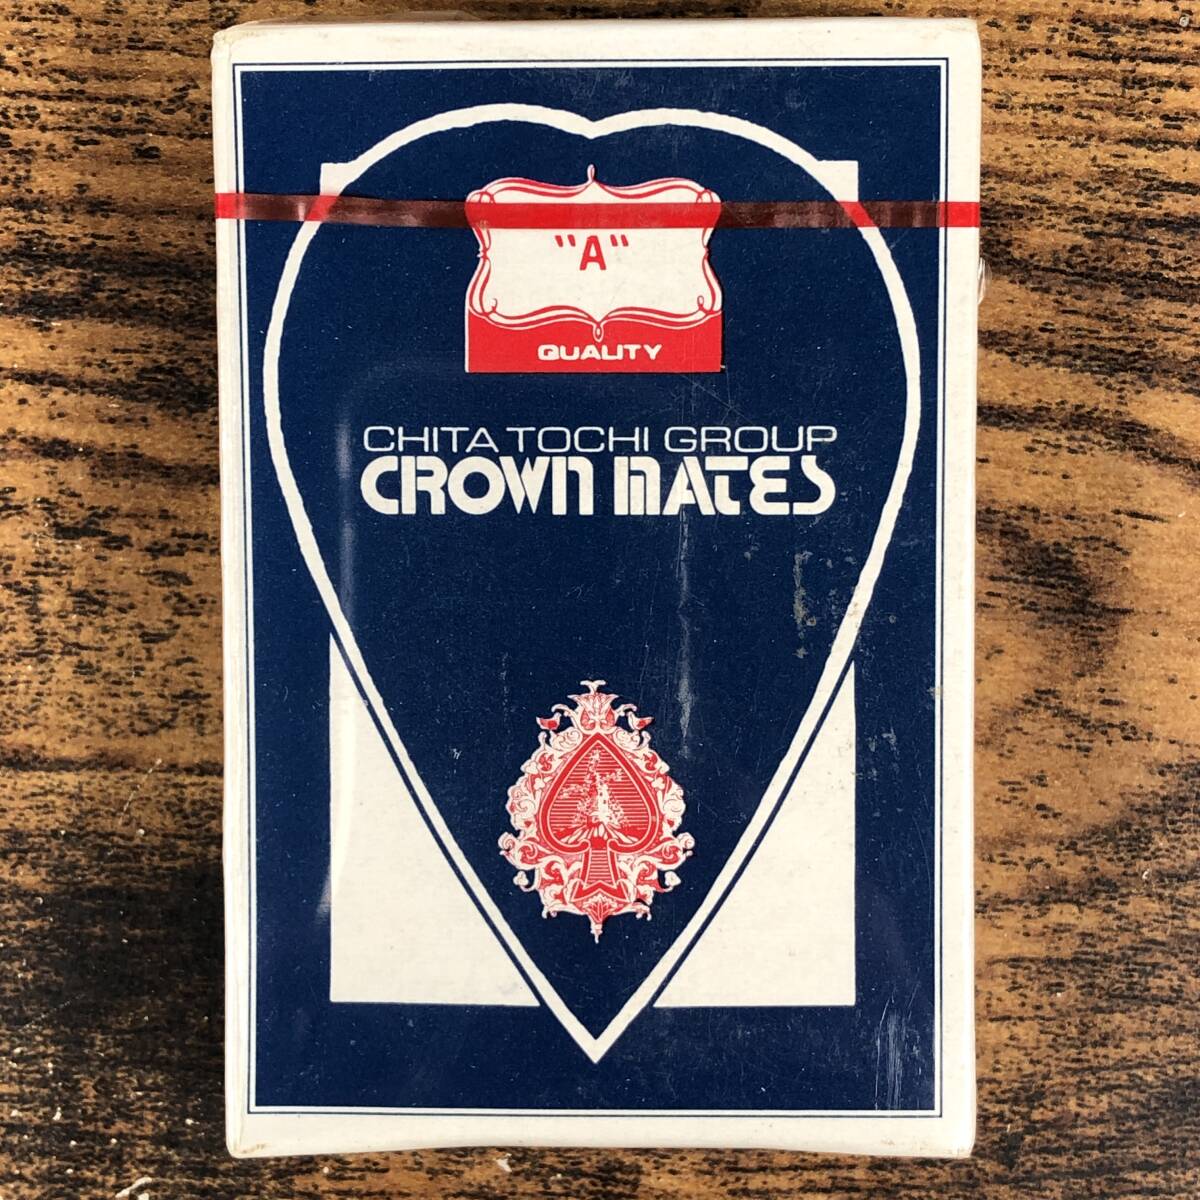 "A"
QUALITY
CHITA TOCHI GROUP
CROWN MATES